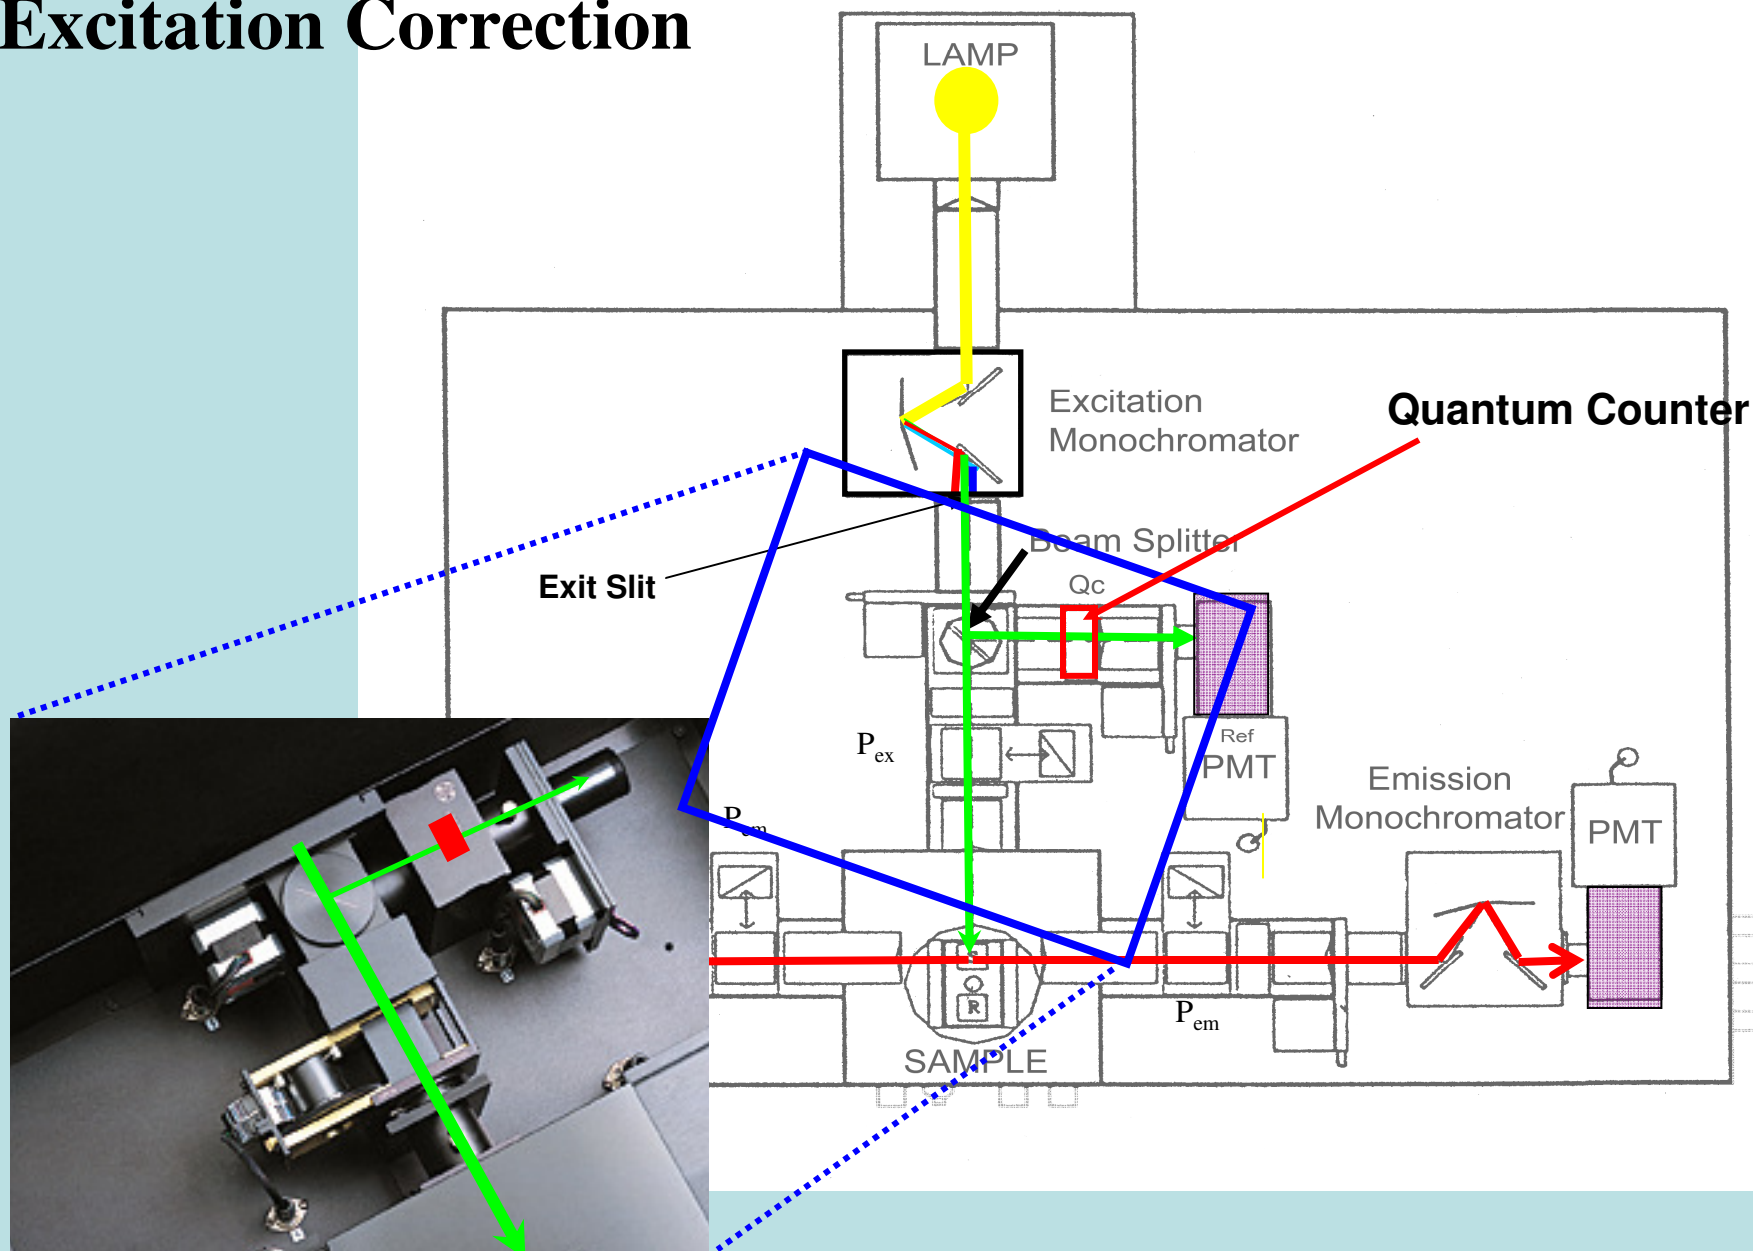 Excitation Correction
LAMP
Excitation
Monochromator
Quantum Counter
Beam Splitter
Exit Slit
Qc
Pex
Ref
PMT
Emission
Monochromator
PMT
Pem
Pem
R
SAMPLE